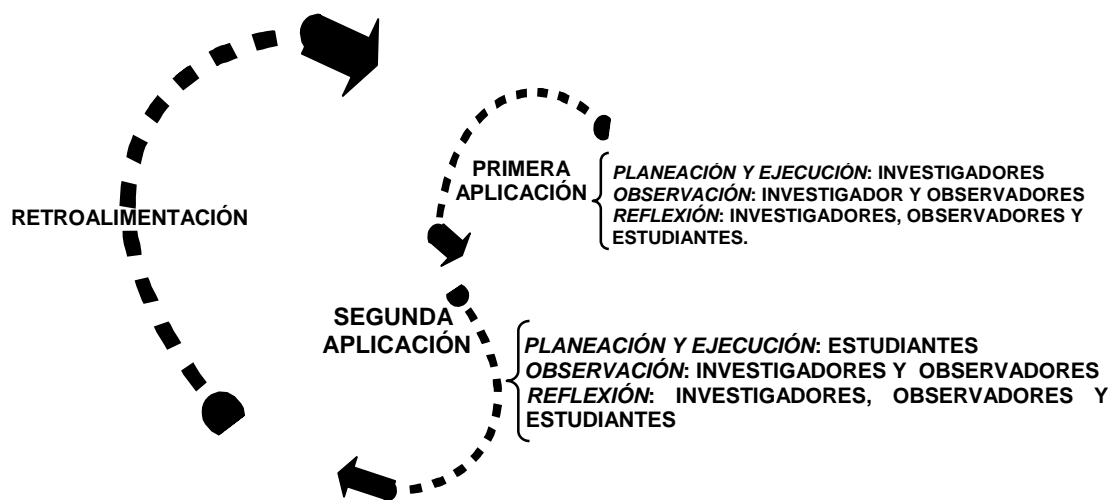 PRIMERA
APLICACIÓN
PLANEACIÓN Y EJECUCIÓN: INVESTIGADORES
OBSERVACIÓN: INVESTIGADOR Y OBSERVADORES
REFLEXIÓN: INVESTIGADORES, OBSERVADORES Y
ESTUDIANTES.
RETROALIMENTACIÓN
SEGUNDA
APLICACIÓN
PLANEACIÓN Y EJECUCIÓN: ESTUDIANTES
OBSERVACIÓN: INVESTIGADORES Y OBSERVADORES
REFLEXIÓN: INVESTIGADORES, OBSERVADORES Y
ESTUDIANTES